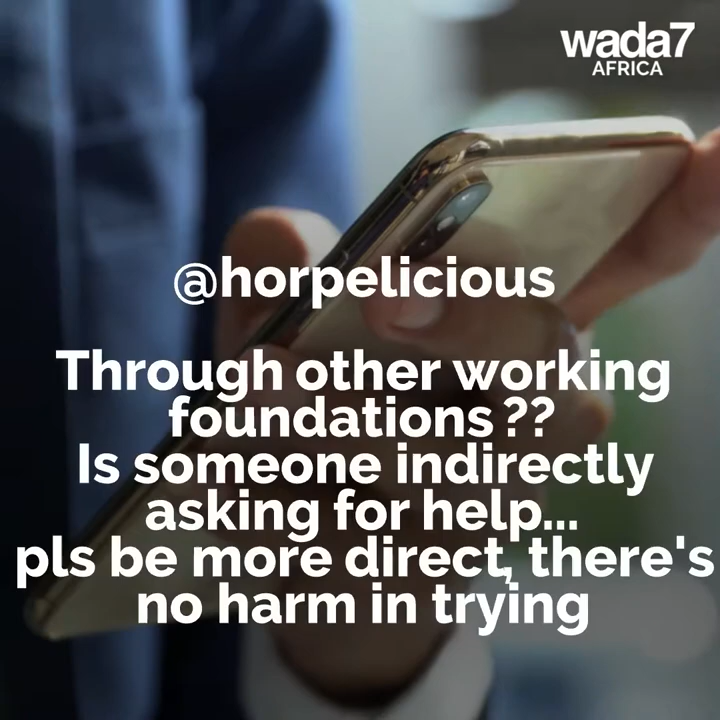 wada7
AFRICA
@horpelicious
Through other working
foundations ??
Is someone indirectly
asking for help...
pls be more direct, there's
no harm in trying